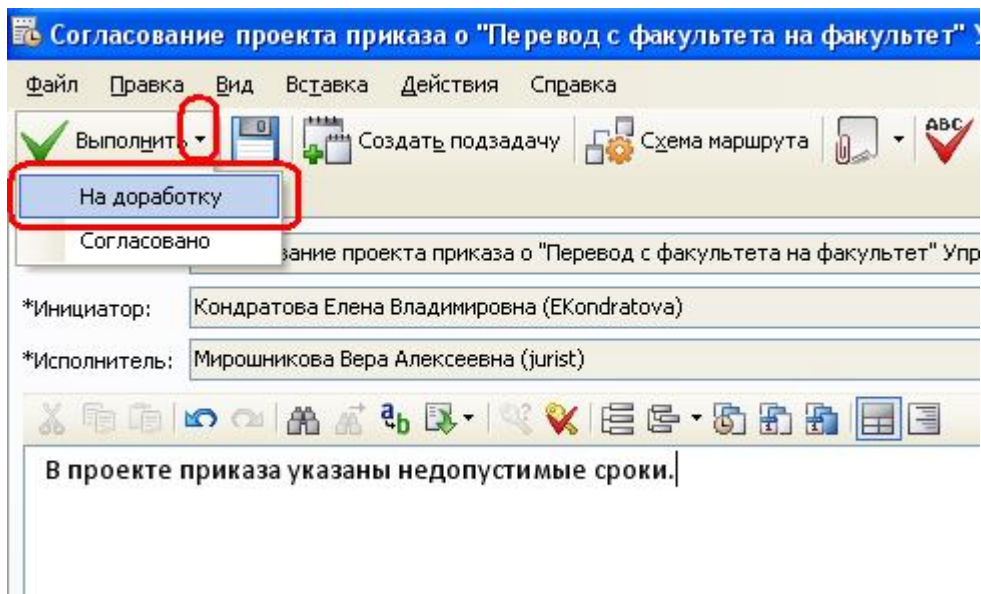 Согласование проекта приказа о "Перевод с факультета на факультет"
Файл Правка Вид Вставка Действия Справка
Выполнить Создать подзадачу Схема маршрута ABC
На доработку
Согласовано
зание проекта приказа о "Перевод с факультета на факультет" Упр
*Инициатор: Кондратова Елена Владимировна (EKondratova)
*Исполнитель: Мирошникова Вера Алексеевна (jurist)
В проекте приказа указаны недопустимые сроки.